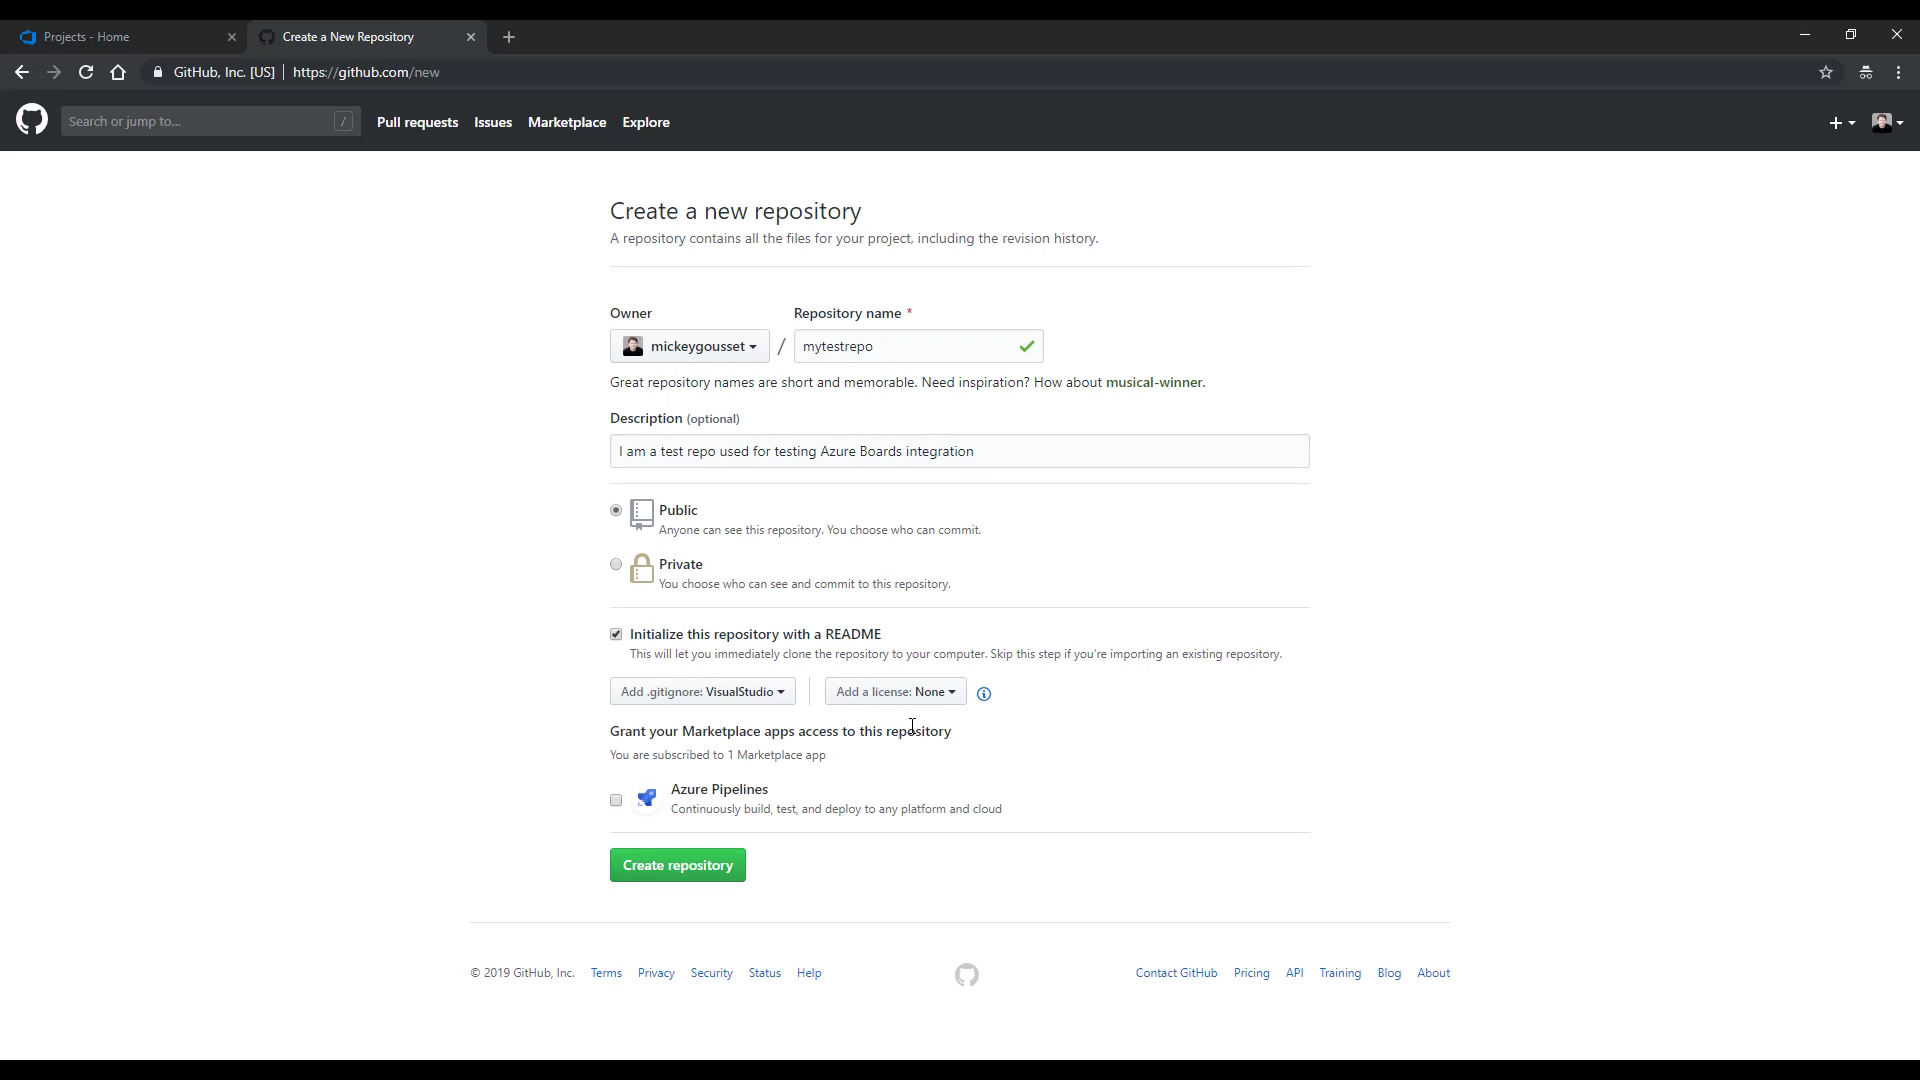 Projects - Home
Create a New Repository
GitHub, Inc. [US] | https://github.com/new
Search or jump to...
/
Pull requests Issues Marketplace Explore
Create a new repository
A repository contains all the files for your project, including the revision history.
Owner
Repository name *
mickeygousset / mytestrepo
Great repository names are short and memorable. Need inspiration? How about musical-winner.
Description (optional)
I am a test repo used for testing Azure Boards integration
Public
Anyone can see this repository. You choose who can commit.
Private
You choose who can see and commit to this repository.
Initialize this repository with a README
This will let you immediately clone the repository to your computer. Skip this step if you're importing an existing repository.
Add .gitignore: VisualStudio
Add a license: None
Grant your Marketplace apps access to this repository
You are subscribed to 1 Marketplace app
Azure Pipelines
Continuously build, test, and deploy to any platform and cloud
Create repository
© 2019 GitHub, Inc. Terms Privacy Security Status Help
Contact GitHub Pricing API Training Blog About